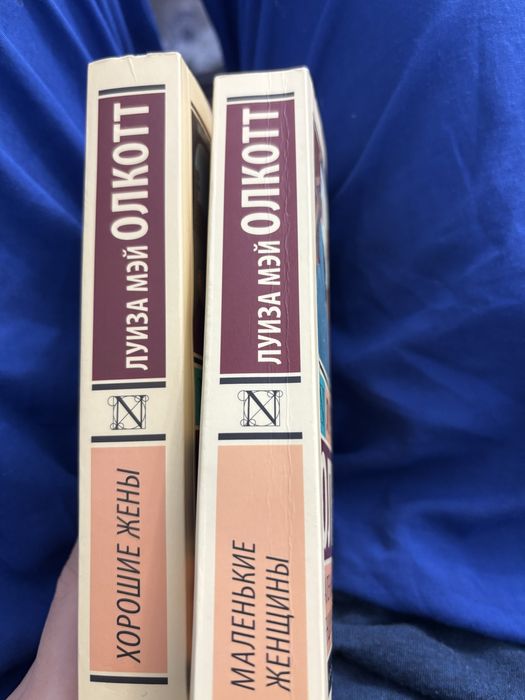 ЛУИЗА МЭЙ ОЛКОТТ
N
ХОРОШИЕ ЖЕНЫ
ЛУИЗА МЭЙ ОЛКОТТ
N
МАЛЕНЬКИЕ
ЖЕНЩИНЫ